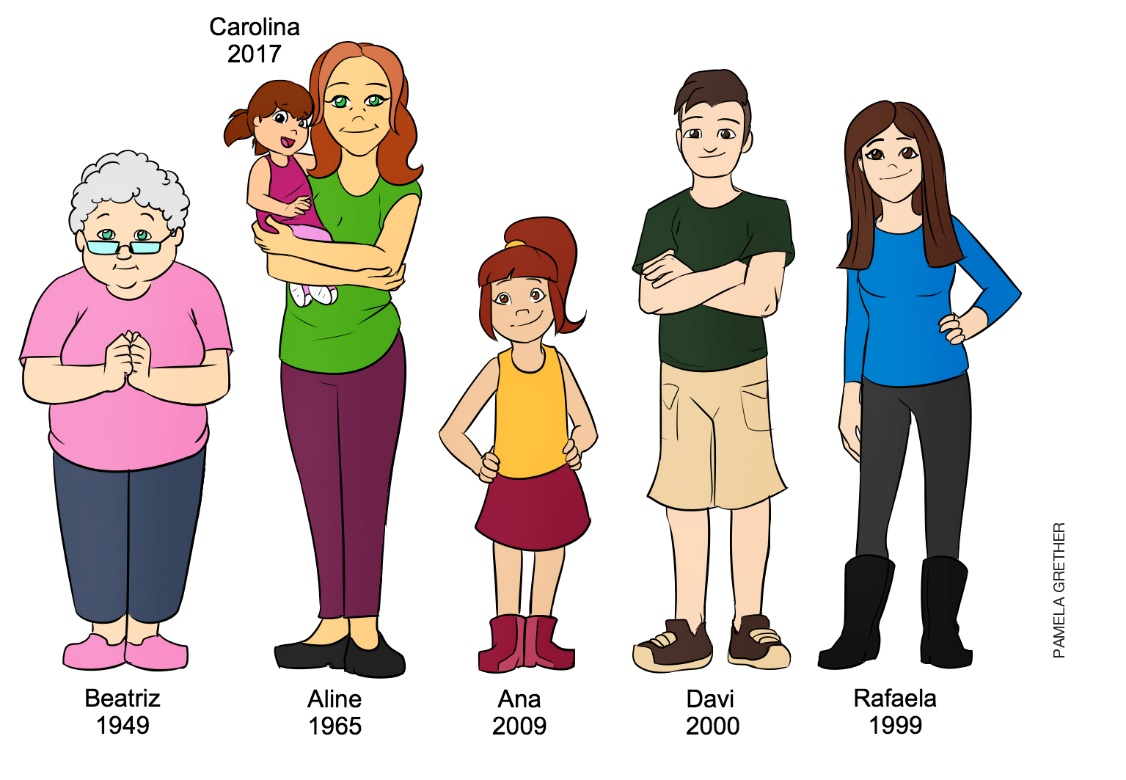 Carolina
2017
Beatriz
1949
Aline
1965
Ana
2009
Davi
2000
Rafaela
1999
PAMELA GRETHER